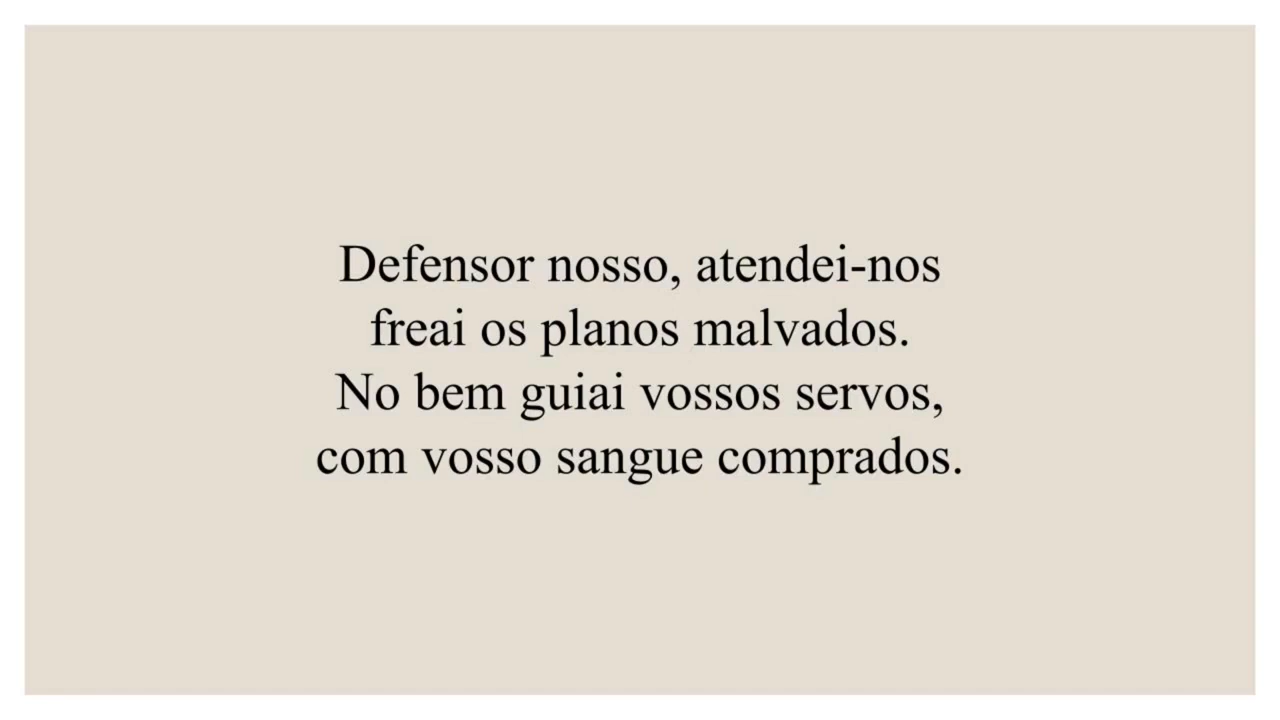 Defensor nosso, atendei-nos
freai os planos malvados.
No bem guiai vossos servos,
com vosso sangue comprados.